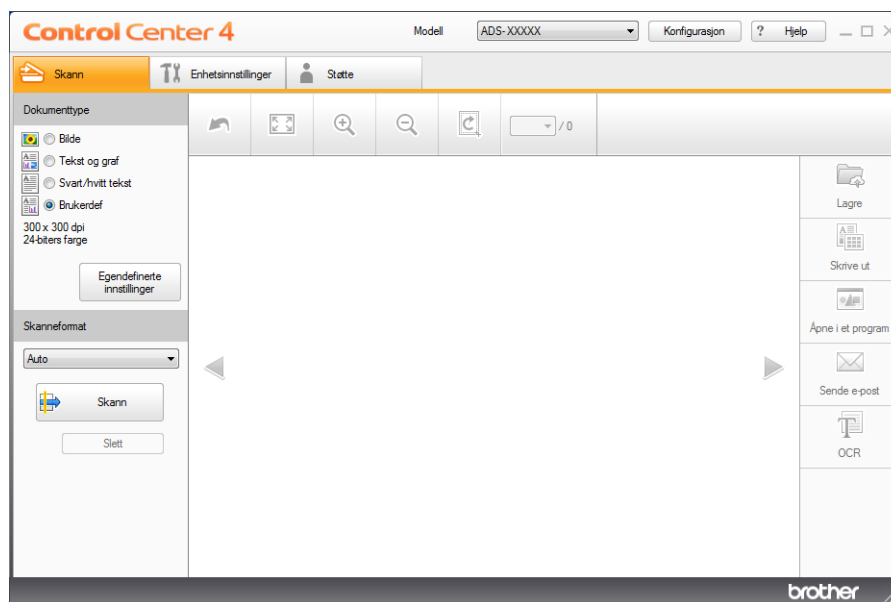 Control Center 4
Modell
ADS-XXXXX
Konfigurasjon
? Hjelp
Skann
Enhetsinnstillinger
Støtte
Dokumenttype
Bilde
Tekst og graf
Svart/hvitt tekst
Brukerdef
300 x 300 dpi
24-biters farge
Egendefinerte
innstillinger
Skanneformat
Auto
Skann
Slett
/ 0
Lagre
Skrive ut
Åpne i et program
Sende e-post
OCR
brother